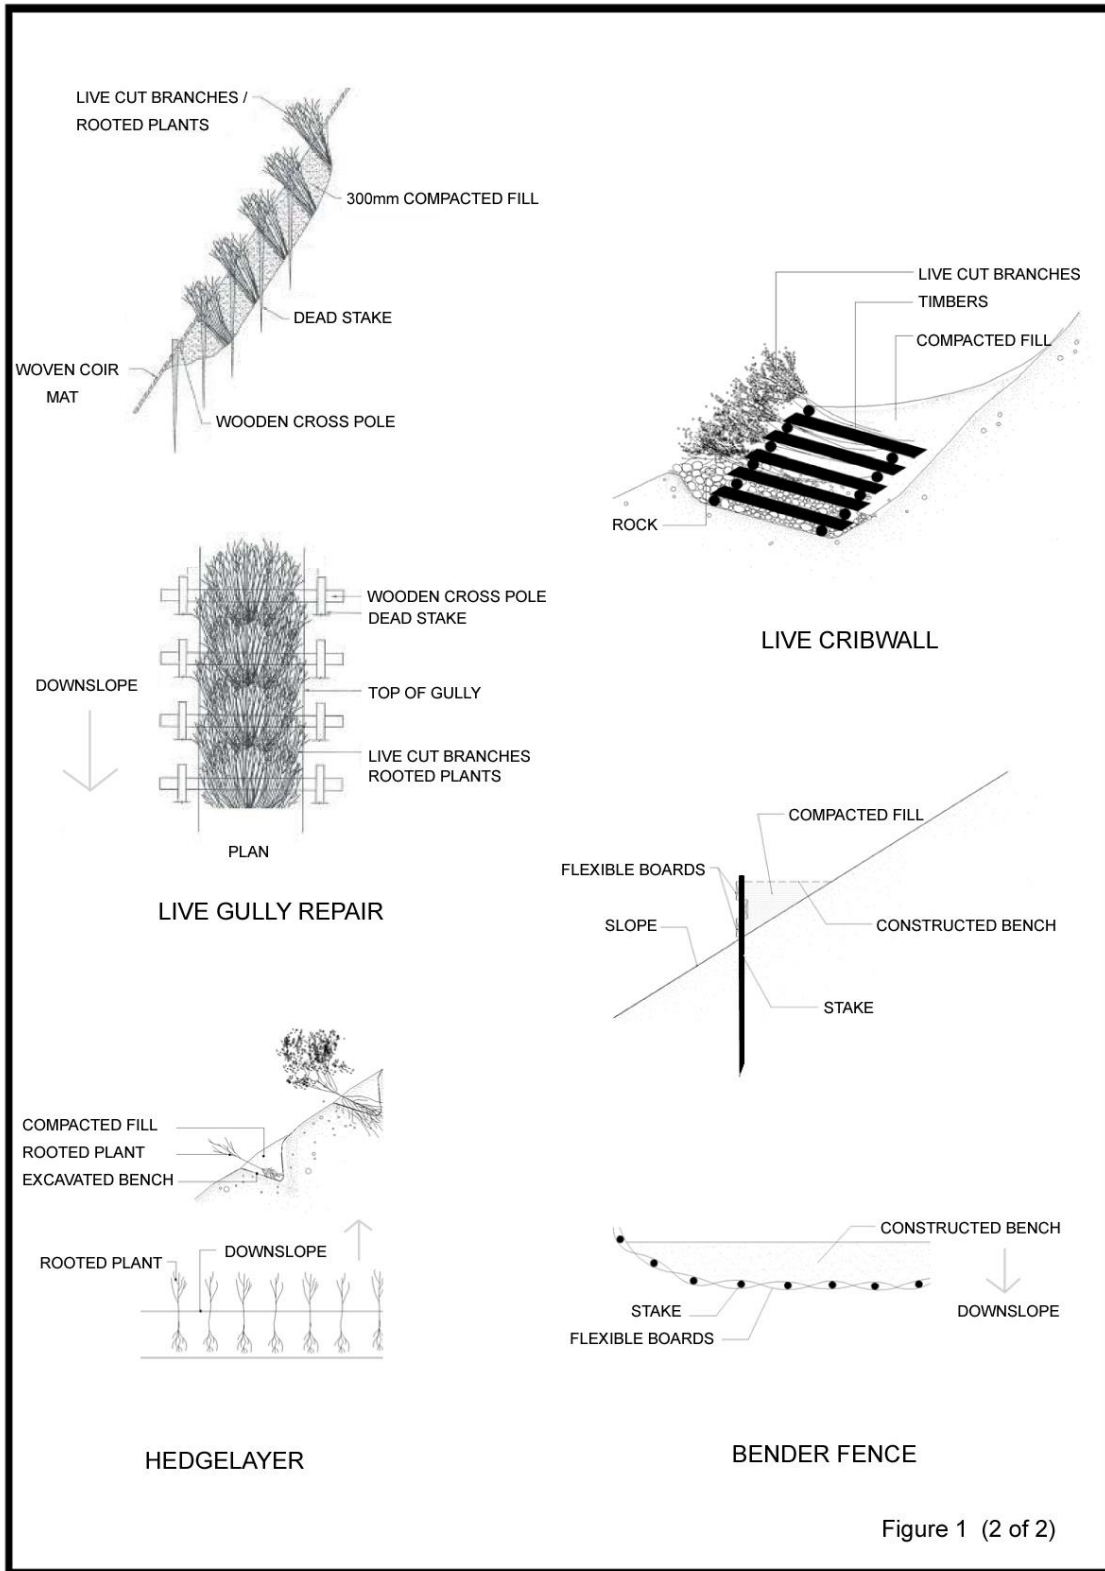 LIVE CUT BRANCHES /
ROOTED PLANTS
300mm COMPACTED FILL
DEAD STAKE
WOVEN COIR
MAT
WOODEN CROSS POLE
WOODEN CROSS POLE
DEAD STAKE
DOWNSLOPE
TOP OF GULLY
LIVE CUT BRANCHES
ROOTED PLANTS
PLAN
LIVE GULLY REPAIR
COMPACTED FILL
ROOTED PLANT
EXCAVATED BENCH
DOWNSLOPE
ROOTED PLANT
HEDGELAYER
LIVE CUT BRANCHES
TIMBERS
COMPACTED FILL
ROCK
LIVE CRIBWALL
COMPACTED FILL
FLEXIBLE BOARDS
SLOPE
CONSTRUCTED BENCH
STAKE
CONSTRUCTED BENCH
STAKE
DOWNSLOPE
FLEXIBLE BOARDS
BENDER FENCE
Figure 1 (2 of 2)